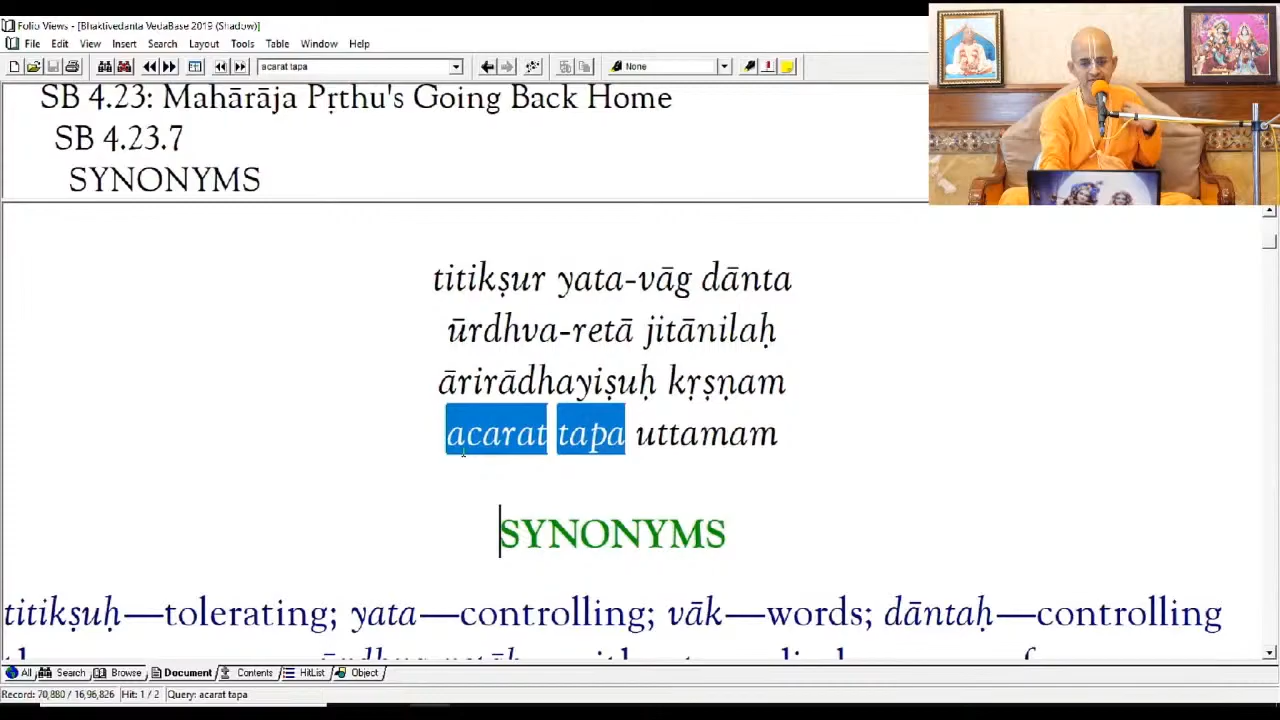 Folio Views - [Bhaktivedanta VedaBase 2019 (Shadow)]
File Edit View Insert Search Layout Tools Table Window Help
acarat tapa
None
SB 4.23: Mahārāja Pṛthu's Going Back Home
SB 4.23.7
SYNONYMS
titikṣur yata-vāg dānta
ūrdhva-retā jitānilaḥ
ārirādhayiṣuḥ kṛṣṇam
acarat tapa uttamam
SYNONYMS
titikṣuḥ—tolerating; yata—controlling; vāk—words; dāntaḥ—controlling
All Search Browse Document Contents HitList Object
Record: 70,880 / 16,96,826 Hit: 1 / 2 Query: acarat tapa